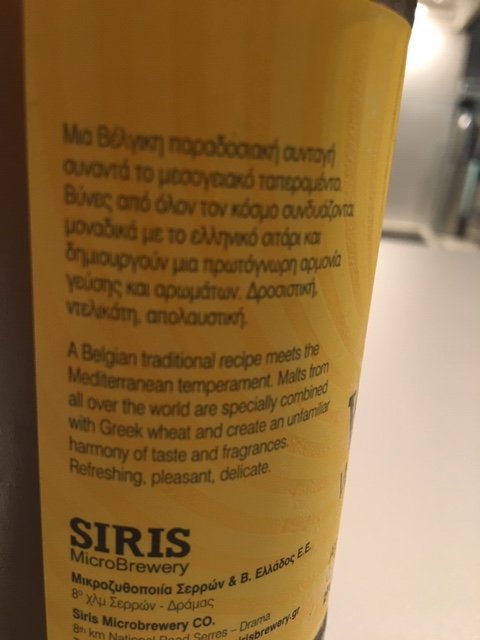 Μια Βέλγικη παραδοσιακή συνταγή
συναντά το μεσογειακό ταπεραμέντο.
Βύνες από όλον τον κόσμο συνδυάζονται
μοναδικά με το ελληνικό σιτάρι και
δημιουργούν μια πρωτόγνωρη αρμονία
γεύσης και αρωμάτων. Δροσιστική,
ντελικάτη, απολαυστική.
A Belgian traditional recipe meets the
Mediterranean temperament. Malts from
all over the world are specially combined
with Greek wheat and create an unfamiliar
harmony of taste and fragrances.
Refreshing, pleasant, delicate.
SIRIS
MicroBrewery
Μικροζυθοποιία Σερρών & Β. Ελλάδος Ε.Ε.
8º χλμ Σερρών - Δράμας
Siris Microbrewery CO.
8th km National Road Serres – Drama
irisbrewery.gr